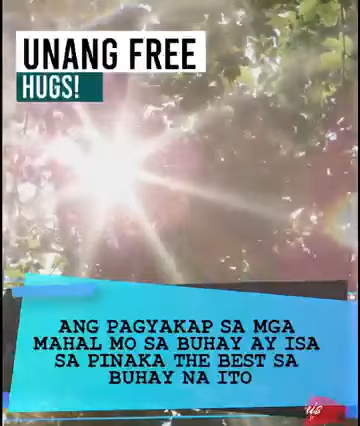 UNANG FREE
HUGS!
ANG PAGYAKAP SA MGA
MAHAL MO SA BUHAY AY ISA
SA PINAKA THE BEST SA
BUHAY NA ITO